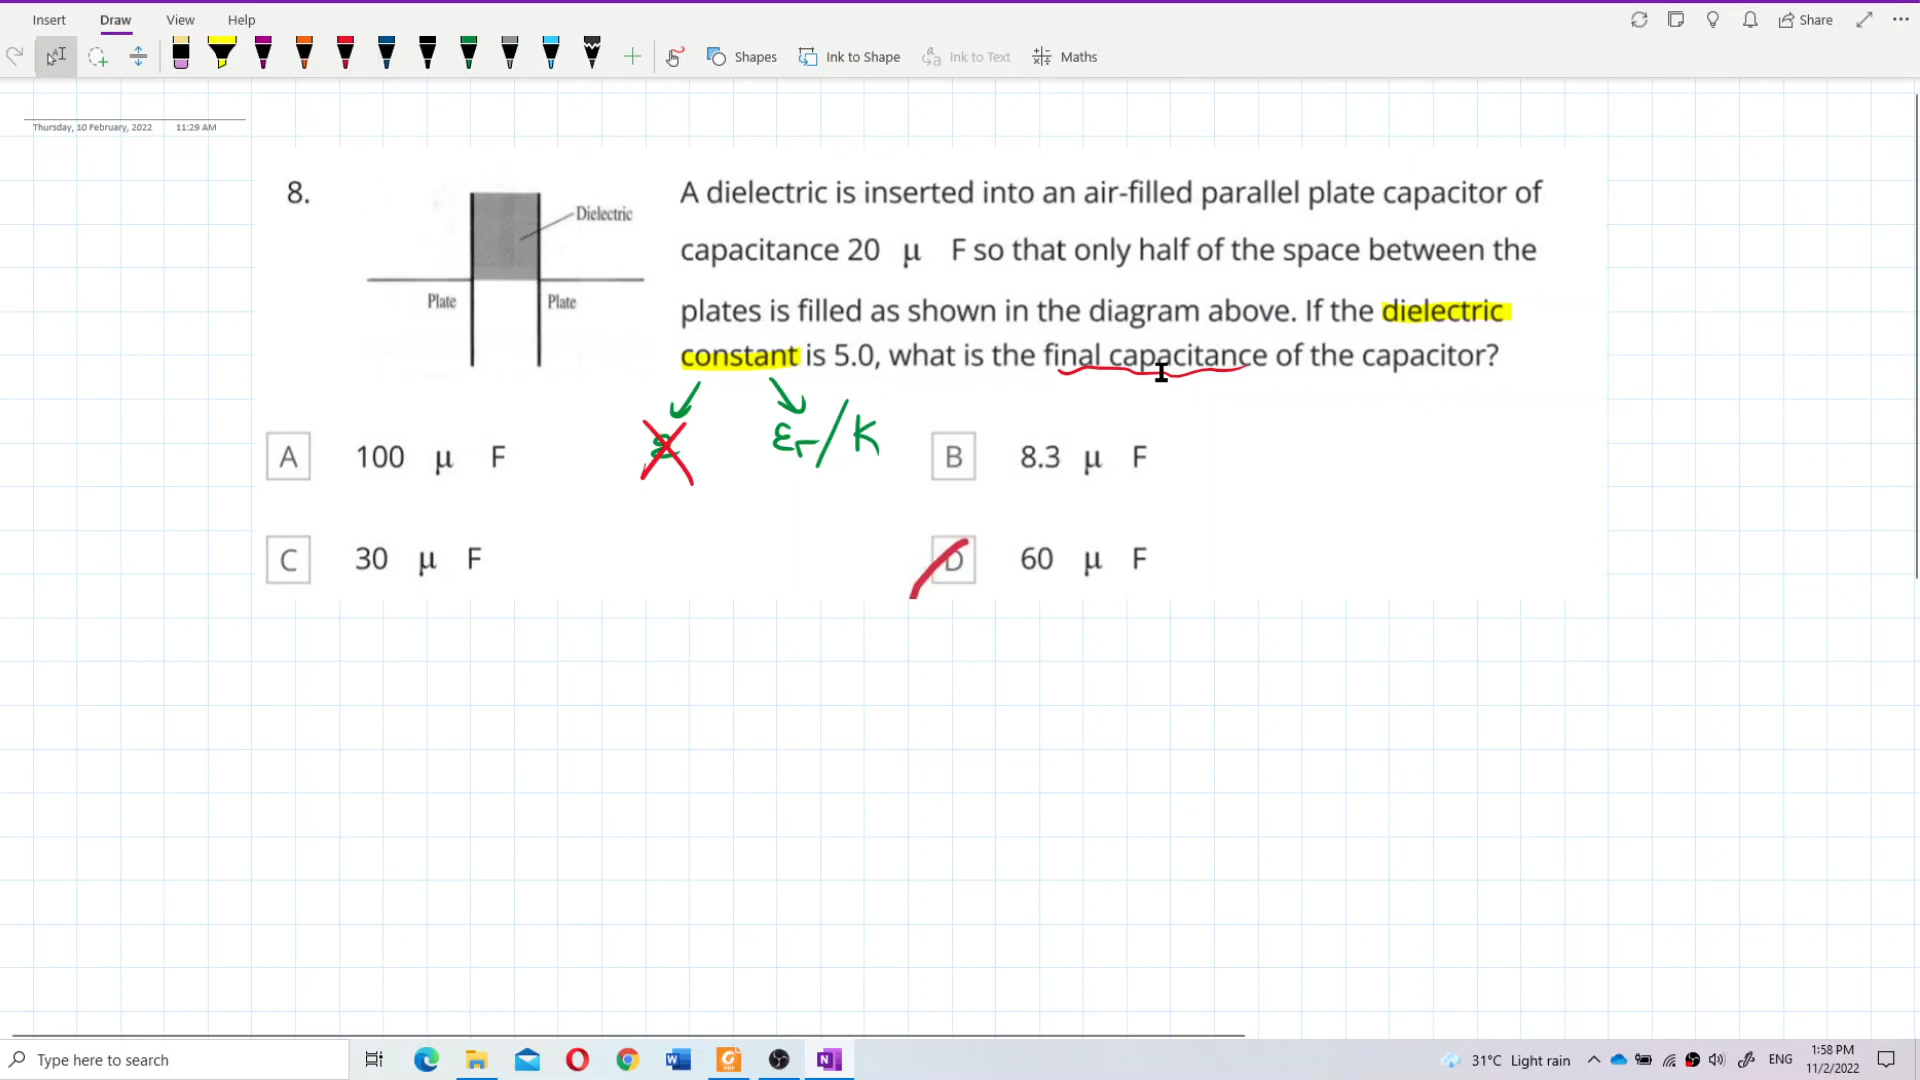 Insert Draw View Help
Share
Shapes Ink to Shape Ink to Text Maths
Thursday, 10 February, 2022 11:29 AM
8.
Dielectric
Plate Plate
A dielectric is inserted into an air-filled parallel plate capacitor of
capacitance 20 μ F so that only half of the space between the
plates is filled as shown in the diagram above. If the dielectric
constant is 5.0, what is the final capacitance of the capacitor?
ε εr/K
A 100 μ F
B 8.3 μ F
C 30 μ F
D 60 μ F
Type here to search
31°C Light rain
ENG
1:58 PM
11/2/2022